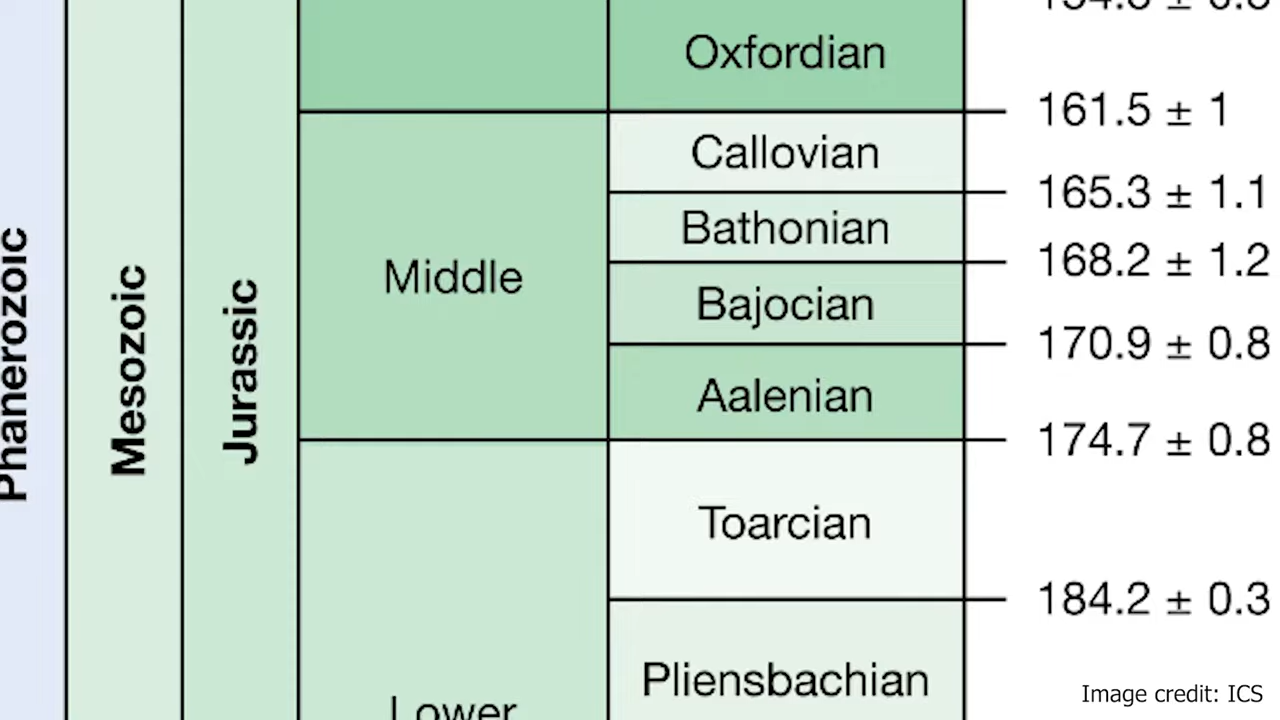 Phanerozoic
Mesozoic
Jurassic
Middle
Lower
Oxfordian
Callovian
Bathonian
Bajocian
Aalenian
Toarcian
Pliensbachian
161.5 ± 1
165.3 ± 1.1
168.2 ± 1.2
170.9 ± 0.8
174.7 ± 0.8
184.2 ± 0.3
Image credit: ICS